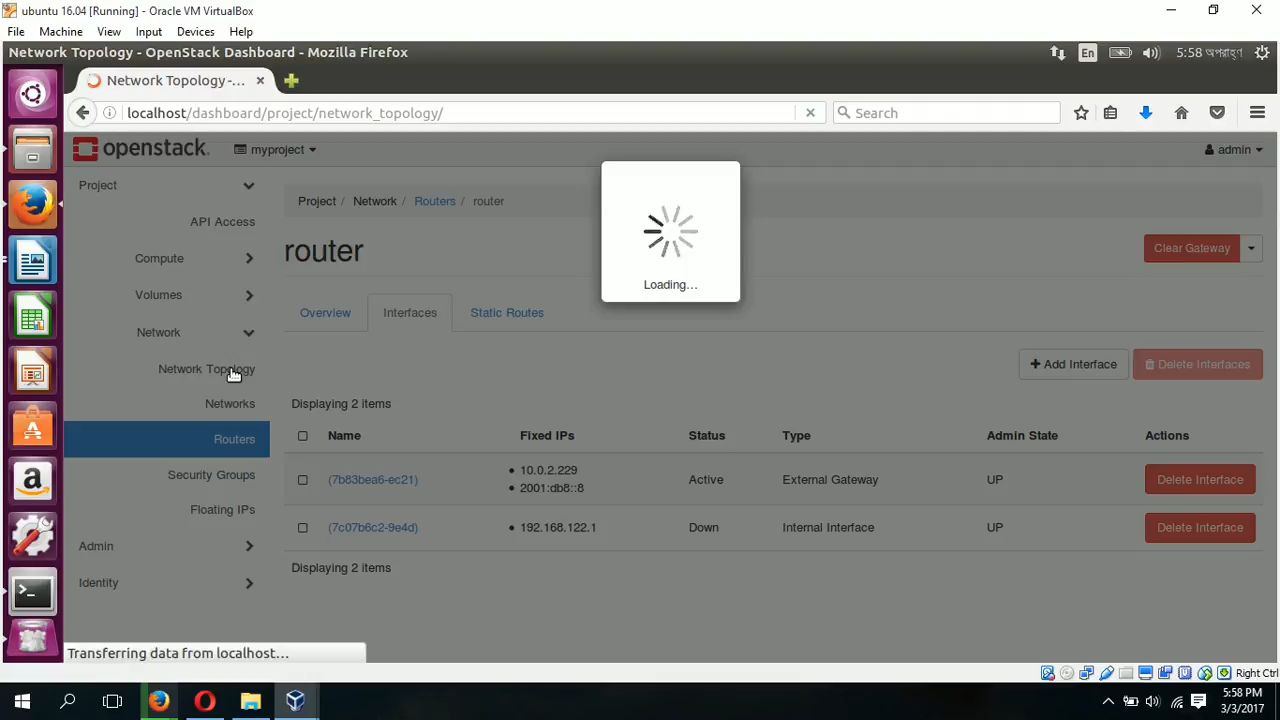 ubuntu 16.04 [Running] - Oracle VM VirtualBox
File Machine View Input Devices Help
Network Topology - OpenStack Dashboard - Mozilla Firefox
En
5:58 অপরাহ্ণ
Network Topology -...
localhost/dashboard/project/network_topology/
Search
openstack.
myproject
admin
Project
API Access
Compute
Volumes
Network
Network Topology
Networks
Routers
Security Groups
Floating IPs
Admin
Identity
Project / Network / Routers / router
router
Clear Gateway
Loading...
Overview Interfaces Static Routes
+ Add Interface Delete Interfaces
Displaying 2 items
Name Fixed IPs Status Type Admin State Actions
(7b83bea6-ec21) • 10.0.2.229 Active External Gateway UP Delete Interface
• 2001:db8::8
(7c07b6c2-9e4d) • 192.168.122.1 Down Internal Interface UP Delete Interface
Displaying 2 items
Transferring data from localhost...
Right Ctrl
5:58 PM
3/3/2017